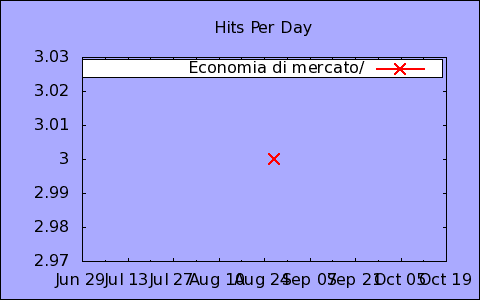 Hits Per Day
3.03
Economia di mercato/
3.02
3.01
3
2.99
2.98
2.97
Jun 29 Jul 13 Jul 27 Aug 10 Aug 24 Sep 07 Sep 21 Oct 05 Oct 19